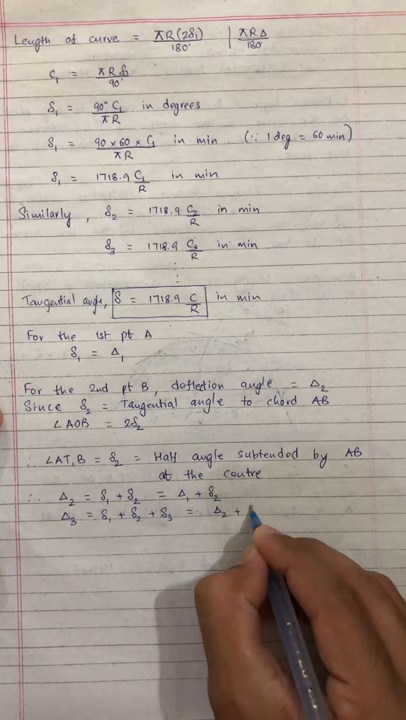 Length of curve = πR(2δ₁)/180° | πRΔ/180
C₁ = πRδ₁/90°
δ₁ = 90° C₁/πR in degrees
δ₁ = 90 x 60 x C₁/πR in min (∵ 1 deg = 60 min)
δ₁ = 1718.9 C₁/R in min
Similarly, δ₂ = 1718.9 C₂/R in min
δ₃ = 1718.9 C₃/R in min
⋮
Tangential angle, δ = 1718.9 C/R in min
For the 1st pt A
δ₁ = Δ₁
For the 2nd pt B, deflection angle = Δ₂
Since δ₂ = Tangential angle to chord AB
∠AOB = 2δ₂
∴ ∠AT₁B = δ₂ = Half angle subtended by AB
at the centre
∴ Δ₂ = δ₁ + δ₂ = Δ₁ + δ₂
Δ₃ = δ₁ + δ₂ + δ₃ = Δ₂ +